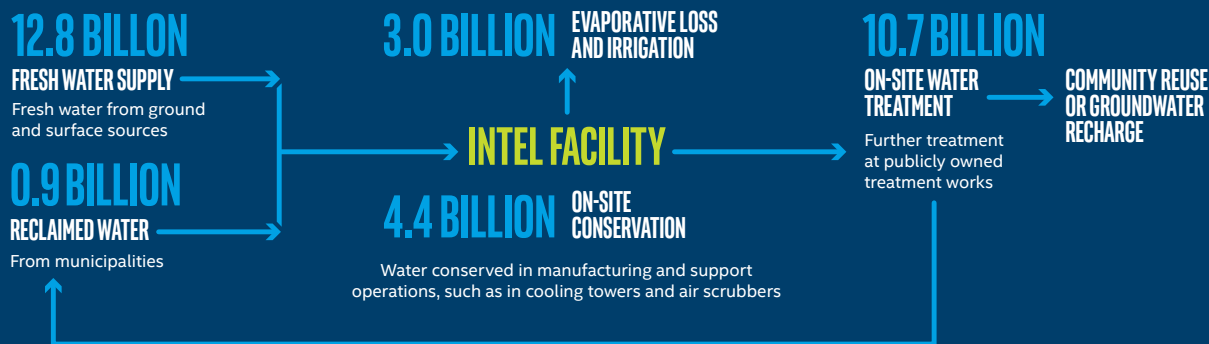 12.8 BILLON
FRESH WATER SUPPLY
Fresh water from ground
and surface sources
0.9 BILLION
RECLAIMED WATER
From municipalities
3.0 BILLION
EVAPORATIVE LOSS
AND IRRIGATION
INTEL FACILITY
4.4 BILLION
ON-SITE
CONSERVATION
Water conserved in manufacturing and support
operations, such as in cooling towers and air scrubbers
10.7 BILLION
ON-SITE WATER
TREATMENT
Further treatment
at publicly owned
treatment works
COMMUNITY REUSE
OR GROUNDWATER
RECHARGE